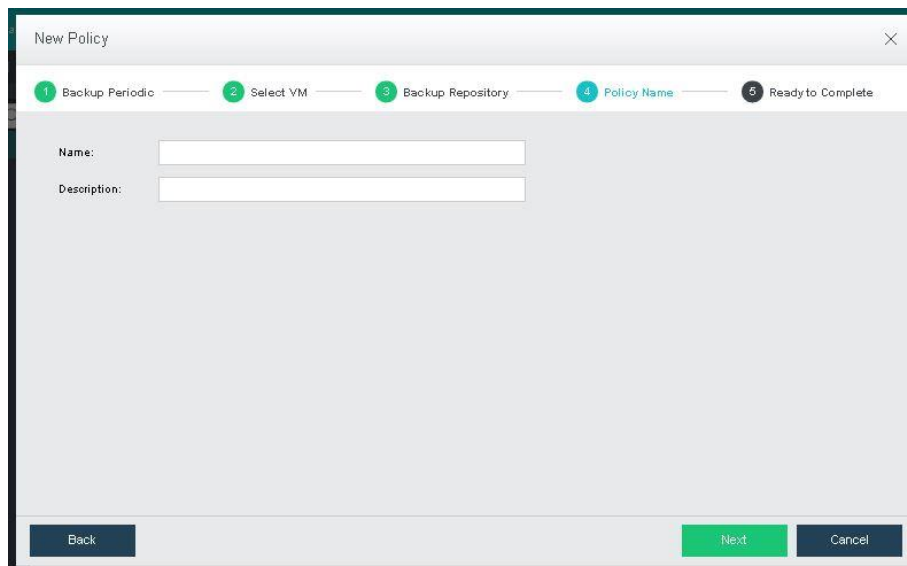 New Policy
1 Backup Periodic 2 Select VM 3 Backup Repository 4 Policy Name 5 Ready to Complete
Name:
Description:
Back Next Cancel